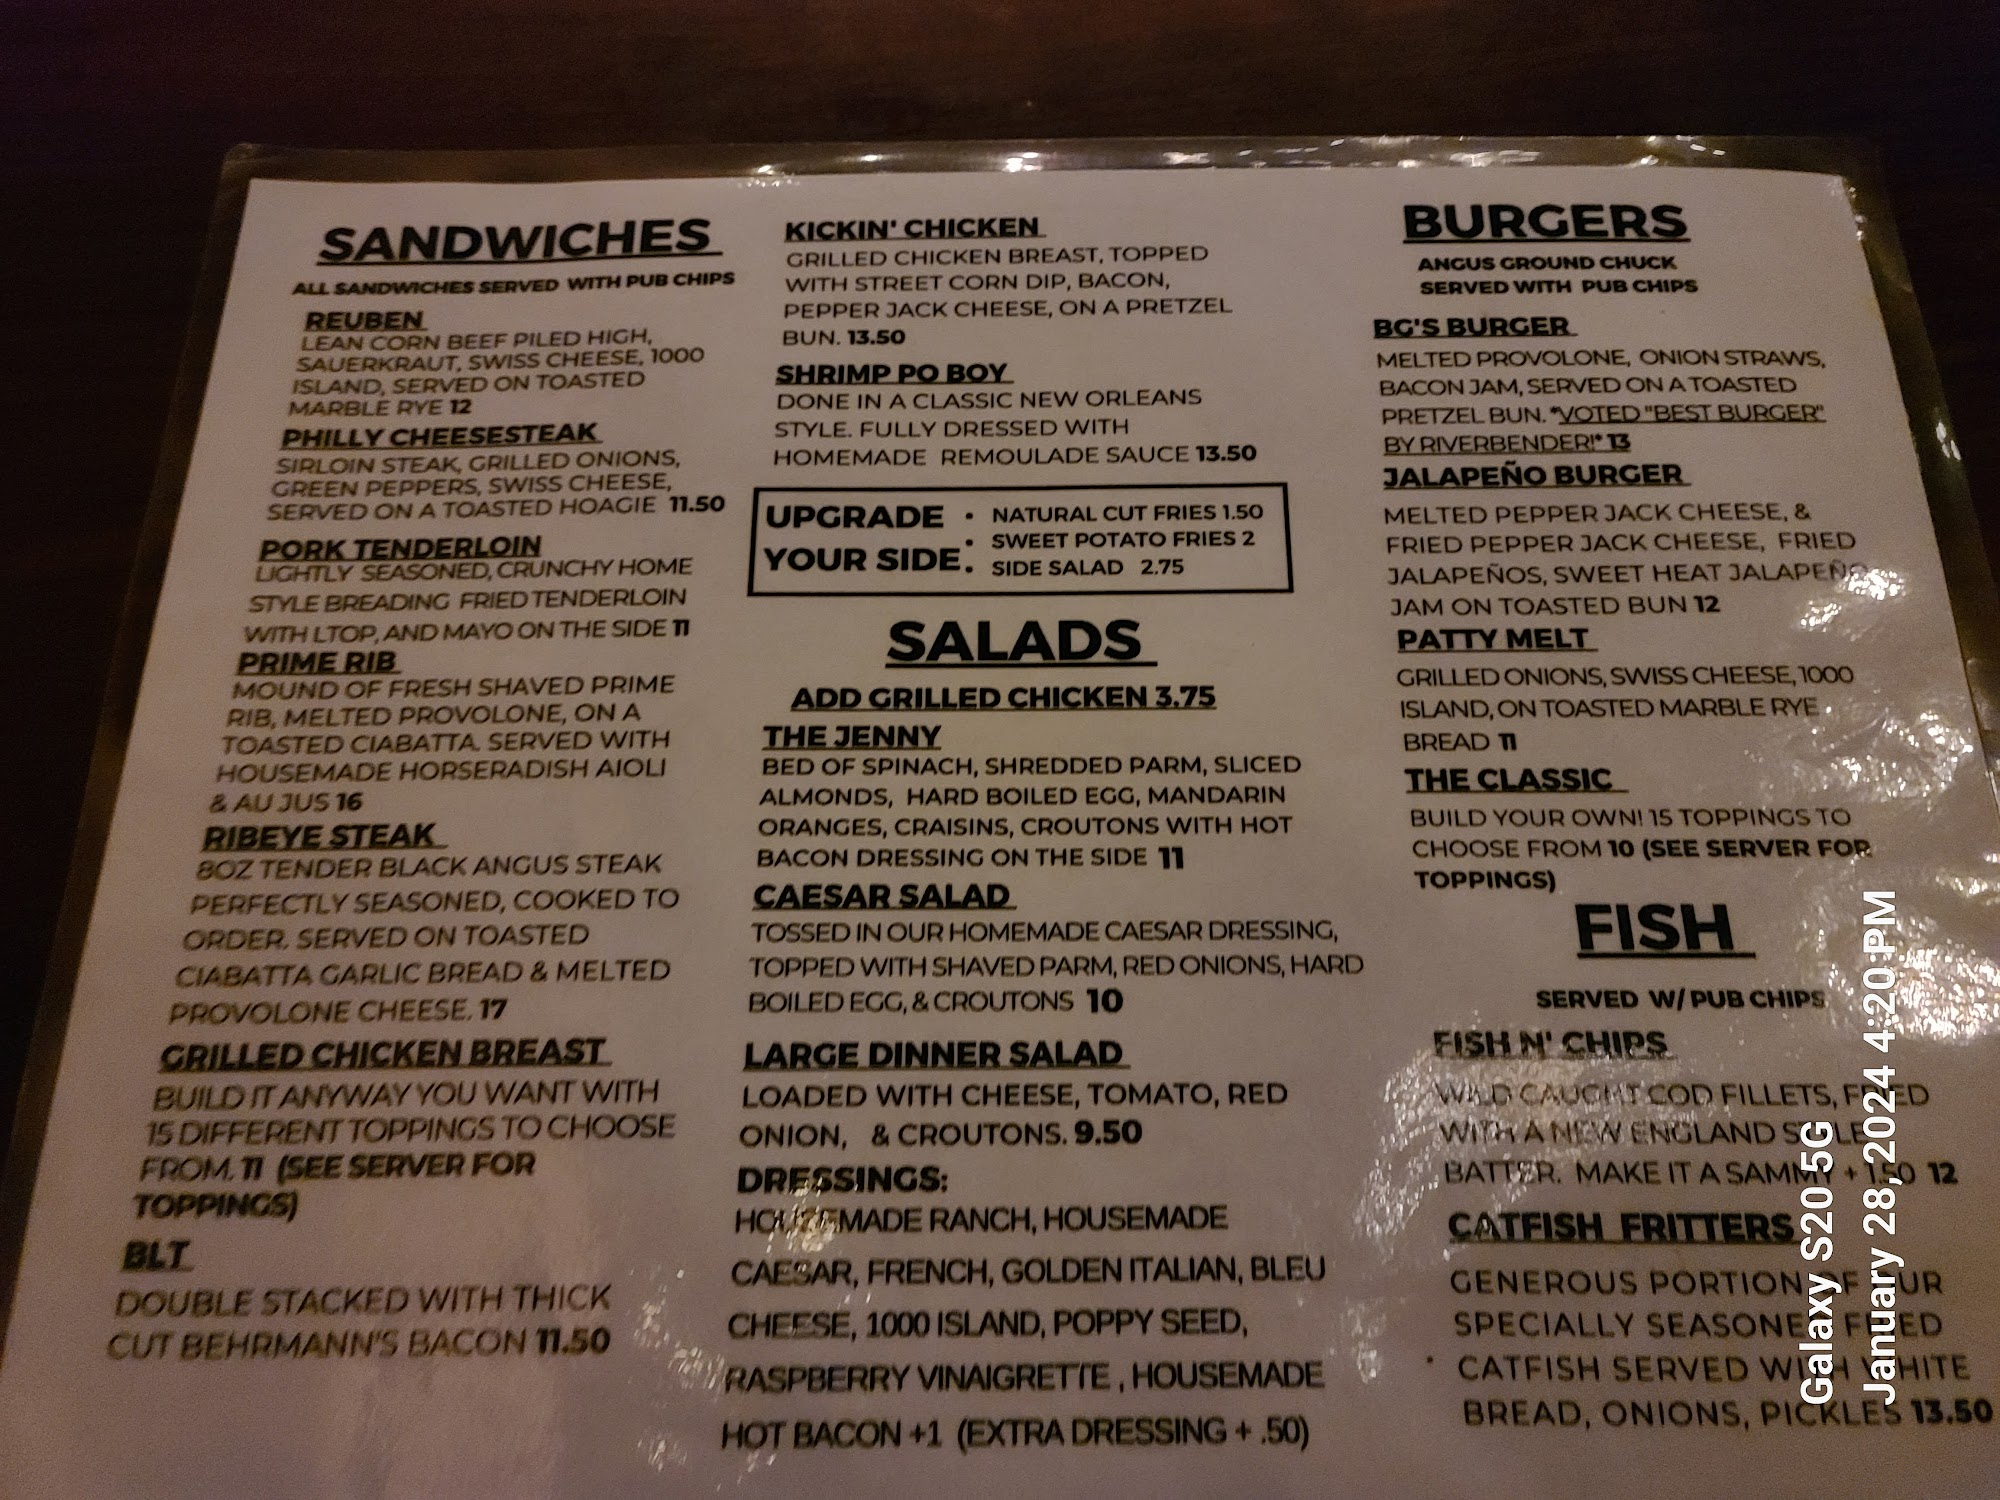 SANDWICHES
ALL SANDWICHES SERVED WITH PUB CHIPS
REUBEN
LEAN CORN BEEF PILED HIGH,
SAUERKRAUT, SWISS CHEESE, 1000
ISLAND, SERVED ON TOASTED
MARBLE RYE 12
PHILLY CHEESESTEAK
SIRLOIN STEAK, GRILLED ONIONS,
GREEN PEPPERS, SWISS CHEESE,
SERVED ON A TOASTED HOAGIE 11.50
PORK TENDERLOIN
LIGHTLY SEASONED, CRUNCHY HOME
STYLE BREADING FRIED TENDERLOIN
WITH LTOP, AND MAYO ON THE SIDE 11
PRIME RIB
MOUND OF FRESH SHAVED PRIME
RIB, MELTED PROVOLONE, ON A
TOASTED CIABATTA. SERVED WITH
HOUSEMADE HORSERADISH AIOLI
& AU JUS 16
RIBEYE STEAK
8OZ TENDER BLACK ANGUS STEAK
PERFECTLY SEASONED, COOKED TO
ORDER. SERVED ON TOASTED
CIABATTA GARLIC BREAD & MELTED
PROVOLONE CHEESE. 17
GRILLED CHICKEN BREAST
BUILD IT ANYWAY YOU WANT WITH
15 DIFFERENT TOPPINGS TO CHOOSE
FROM. 11 (SEE SERVER FOR
TOPPINGS)
BLT
DOUBLE STACKED WITH THICK
CUT BEHRMANN'S BACON 11.50
KICKIN' CHICKEN
GRILLED CHICKEN BREAST, TOPPED
WITH STREET CORN DIP, BACON,
PEPPER JACK CHEESE, ON A PRETZEL
BUN. 13.50
SHRIMP PO BOY
DONE IN A CLASSIC NEW ORLEANS
STYLE. FULLY DRESSED WITH
HOMEMADE REMOULADE SAUCE 13.50
UPGRADE YOUR SIDE
• NATURAL CUT FRIES 1.50
• SWEET POTATO FRIES 2
• SIDE SALAD 2.75
SALADS
ADD GRILLED CHICKEN 3.75
THE JENNY
BED OF SPINACH, SHREDDED PARM, SLICED
ALMONDS, HARD BOILED EGG, MANDARIN
ORANGES, CRAISINS, CROUTONS WITH HOT
BACON DRESSING ON THE SIDE 11
CAESAR SALAD
TOSSED IN OUR HOMEMADE CAESAR DRESSING,
TOPPED WITH SHAVED PARM, RED ONIONS, HARD
BOILED EGG, & CROUTONS 10
LARGE DINNER SALAD
LOADED WITH CHEESE, TOMATO, RED
ONION, & CROUTONS. 9.50
DRESSINGS:
HOUSEMADE RANCH, HOUSEMADE
CAESAR, FRENCH, GOLDEN ITALIAN, BLEU
CHEESE, 1000 ISLAND, POPPY SEED,
RASPBERRY VINAIGRETTE , HOUSEMADE
HOT BACON +1 (EXTRA DRESSING + .50)
BURGERS
ANGUS GROUND CHUCK
SERVED WITH PUB CHIPS
BG'S BURGER
MELTED PROVOLONE, ONION STRAWS,
BACON JAM, SERVED ON A TOASTED
PRETZEL BUN. *VOTED "BEST BURGER"
BY RIVERBENDER!* 13
JALAPEÑO BURGER
MELTED PEPPER JACK CHEESE, &
FRIED PEPPER JACK CHEESE, FRIED
JALAPEÑOS, SWEET HEAT JALAPEÑO
JAM ON TOASTED BUN 12
PATTY MELT
GRILLED ONIONS, SWISS CHEESE, 1000
ISLAND, ON TOASTED MARBLE RYE
BREAD 11
THE CLASSIC
BUILD YOUR OWN! 15 TOPPINGS TO
CHOOSE FROM 10 (SEE SERVER FOR
TOPPINGS)
FISH
SERVED W/ PUB CHIPS
FISH N' CHIPS
WILD CAUGHT COD FILLETS, FRIED
WITH A NEW ENGLAND STYLE
BATTER. MAKE IT A SAMMY + 1.50 12
CATFISH FRITTERS
GENEROUS PORTION OF OUR
SPECIALLY SEASONED FRIED
CATFISH SERVED WITH WHITE
BREAD, ONIONS, PICKLES 13.50
Galaxy S20 5G
January 28, 2024 4:20 PM